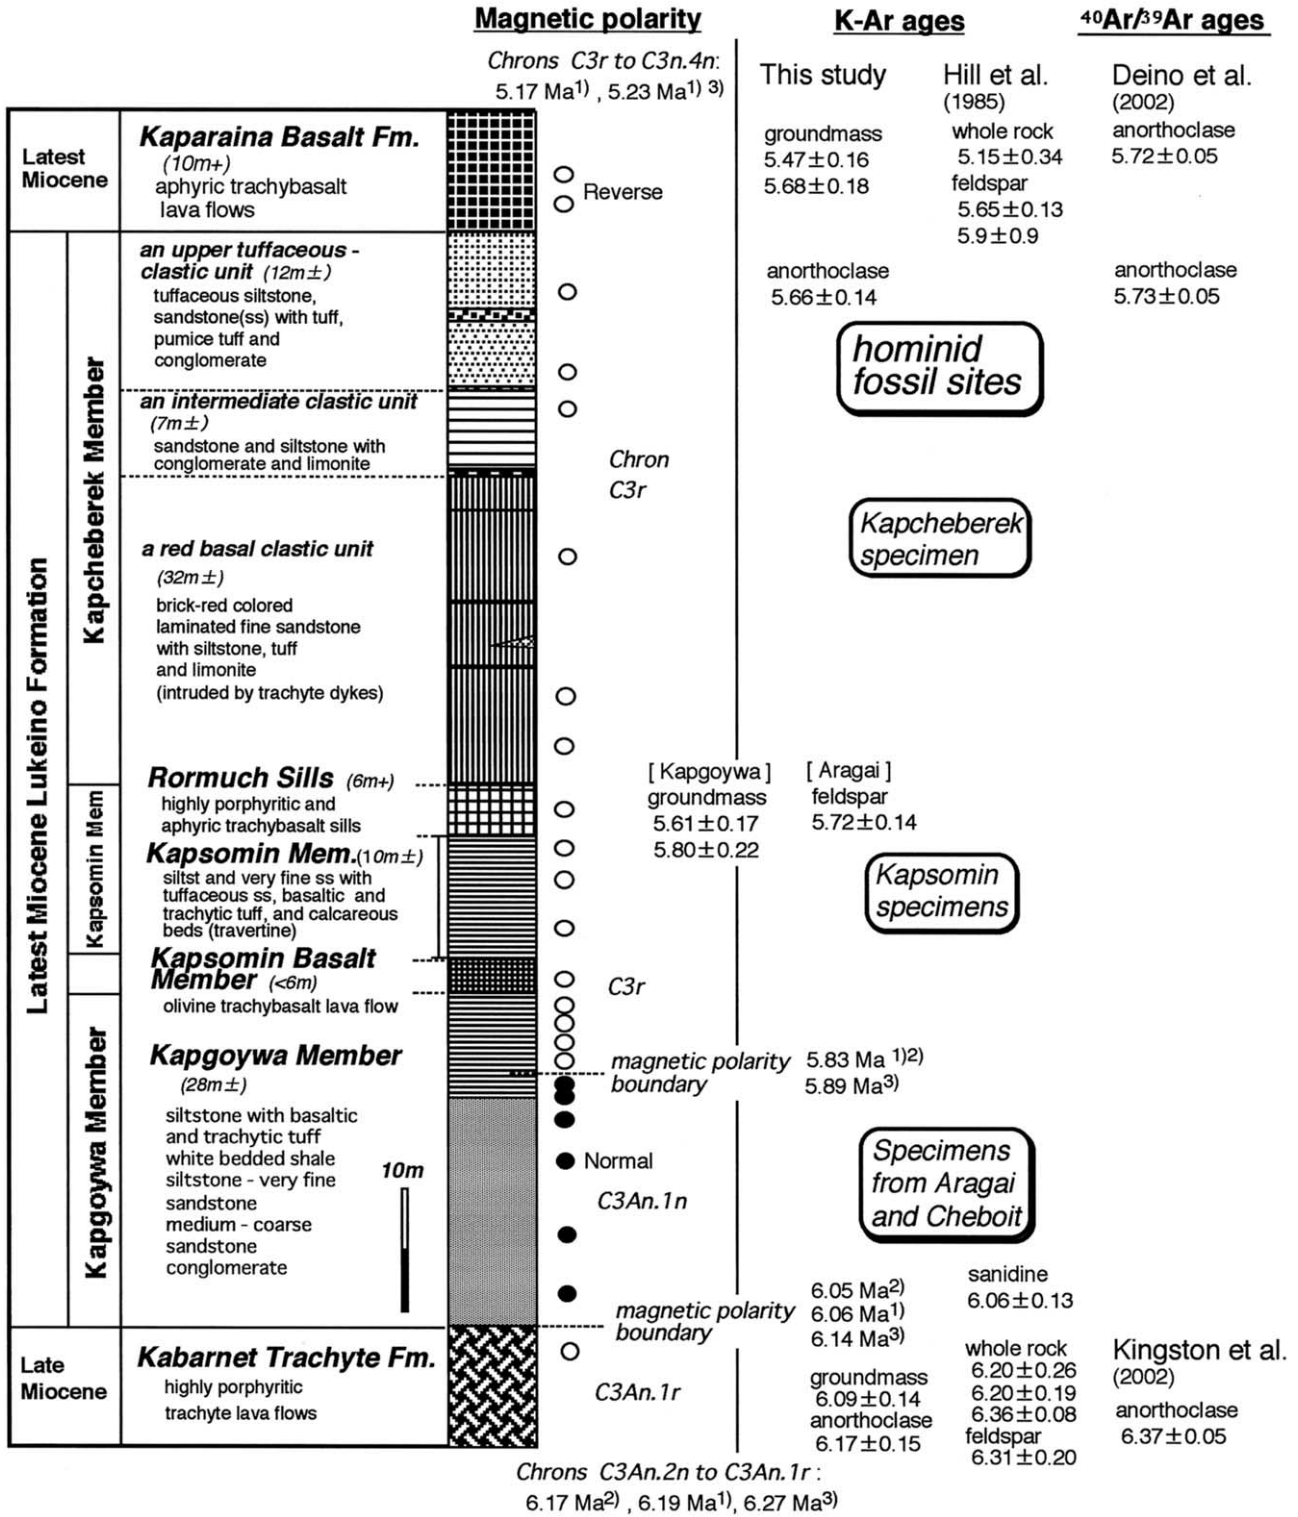 Magnetic polarity
K-Ar ages
40Ar/39Ar ages
Chrons C3r to C3n.4n:
5.17 Ma1) , 5.23 Ma1) 3)
This study
Hill et al.
(1985)
Deino et al.
(2002)
Latest
Miocene
Kaparaina Basalt Fm.
(10m+)
aphyric trachybasalt
lava flows
Reverse
groundmass
5.47±0.16
5.68±0.18
whole rock
5.15±0.34
feldspar
5.65±0.13
5.9±0.9
anorthoclase
5.72±0.05
Latest Miocene Lukeino Formation
Kapcheberek Member
an upper tuffaceous -
clastic unit (12m±)
tuffaceous siltstone,
sandstone(ss) with tuff,
pumice tuff and
conglomerate
anorthoclase
5.66±0.14
anorthoclase
5.73±0.05
hominid
fossil sites
an intermediate clastic unit
(7m±)
sandstone and siltstone with
conglomerate and limonite
Chron
C3r
Kapcheberek
specimen
a red basal clastic unit
(32m±)
brick-red colored
laminated fine sandstone
with siltstone, tuff
and limonite
(intruded by trachyte dykes)
Rormuch Sills (6m+)
highly porphyritic and
aphyric trachybasalt sills
[ Kapgoywa ]
groundmass
5.61±0.17
5.80±0.22
[ Aragai ]
feldspar
5.72±0.14
Kapsomin Mem
Kapsomin Mem.(10m±)
siltst and very fine ss with
tuffaceous ss, basaltic and
trachytic tuff, and calcareous
beds (travertine)
Kapsomin
specimens
Kapsomin Basalt
Member (<6m)
olivine trachybasalt lava flow
C3r
Kapgoywa Member
Kapgoywa Member
(28m±)
siltstone with basaltic
and trachytic tuff
white bedded shale
siltstone - very fine
sandstone
medium - coarse
sandstone
conglomerate
10m
magnetic polarity
boundary
5.83 Ma 1)2)
5.89 Ma3)
Normal
C3An.1n
Specimens
from Aragai
and Cheboit
magnetic polarity
boundary
6.05 Ma2)
6.06 Ma1)
6.14 Ma3)
sanidine
6.06±0.13
Late
Miocene
Kabarnet Trachyte Fm.
highly porphyritic
trachyte lava flows
C3An.1r
groundmass
6.09±0.14
anorthoclase
6.17±0.15
whole rock
6.20±0.26
6.20±0.19
6.36±0.08
feldspar
6.31±0.20
Kingston et al.
(2002)
anorthoclase
6.37±0.05
Chrons C3An.2n to C3An.1r :
6.17 Ma2) , 6.19 Ma1), 6.27 Ma3)